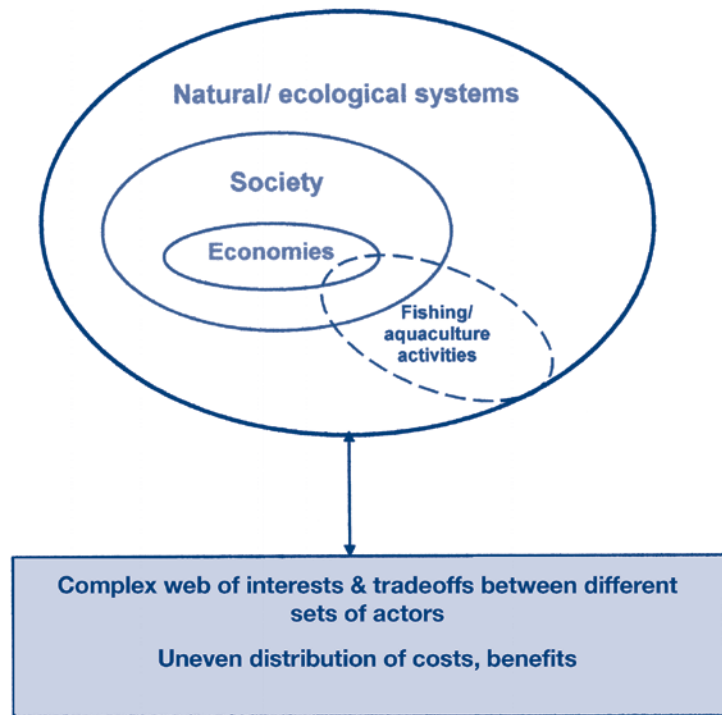 Natural/ ecological systems
Society
Economies
Fishing/
aquaculture
activities
Complex web of interests & tradeoffs between different
sets of actors
Uneven distribution of costs, benefits